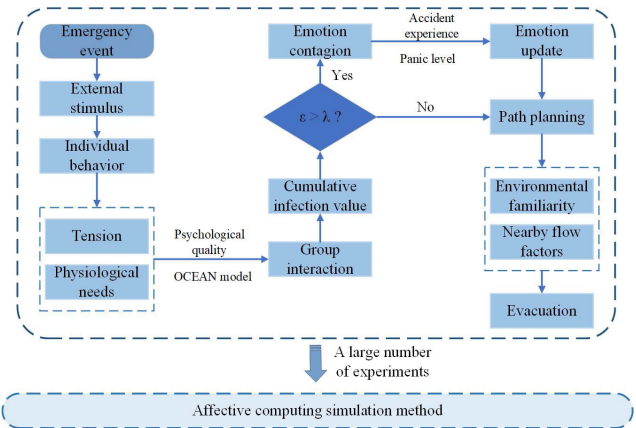 Emergency
event
External
stimulus
Individual
behavior
Tension
Physiological
needs
Psychological
quality
OCEAN model
Group
interaction
Cumulative
infection value
ε > λ ?
Yes
No
Emotion
contagion
Accident
experience
Panic level
Emotion
update
Path planning
Environmental
familiarity
Nearby flow
factors
Evacuation
A large number
of experiments
Affective computing simulation method